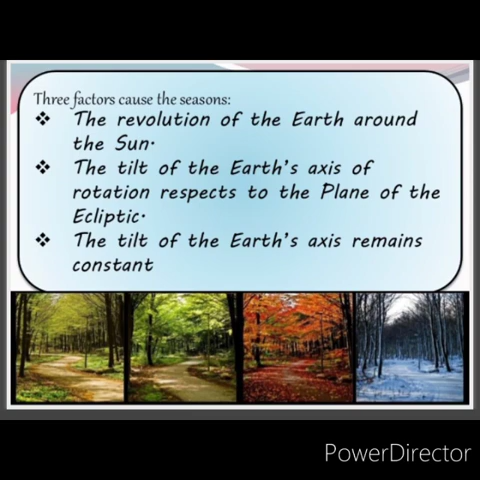 Three factors cause the seasons:
❖ The revolution of the Earth around
the Sun.
❖ The tilt of the Earth's axis of
rotation respects to the Plane of the
Ecliptic.
❖ The tilt of the Earth's axis remains
constant
PowerDirector